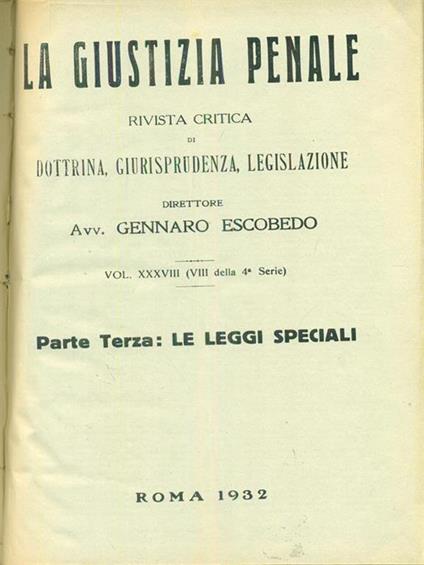 LA GIUSTIZIA PENALE
RIVISTA CRITICA
DI
DOTTRINA, GIURISPRUDENZA, LEGISLAZIONE
DIRETTORE
Avv. GENNARO ESCOBEDO
VOL. XXXVIII (VIII della 4ª Serie)
Parte Terza: LE LEGGI SPECIALI
ROMA 1932